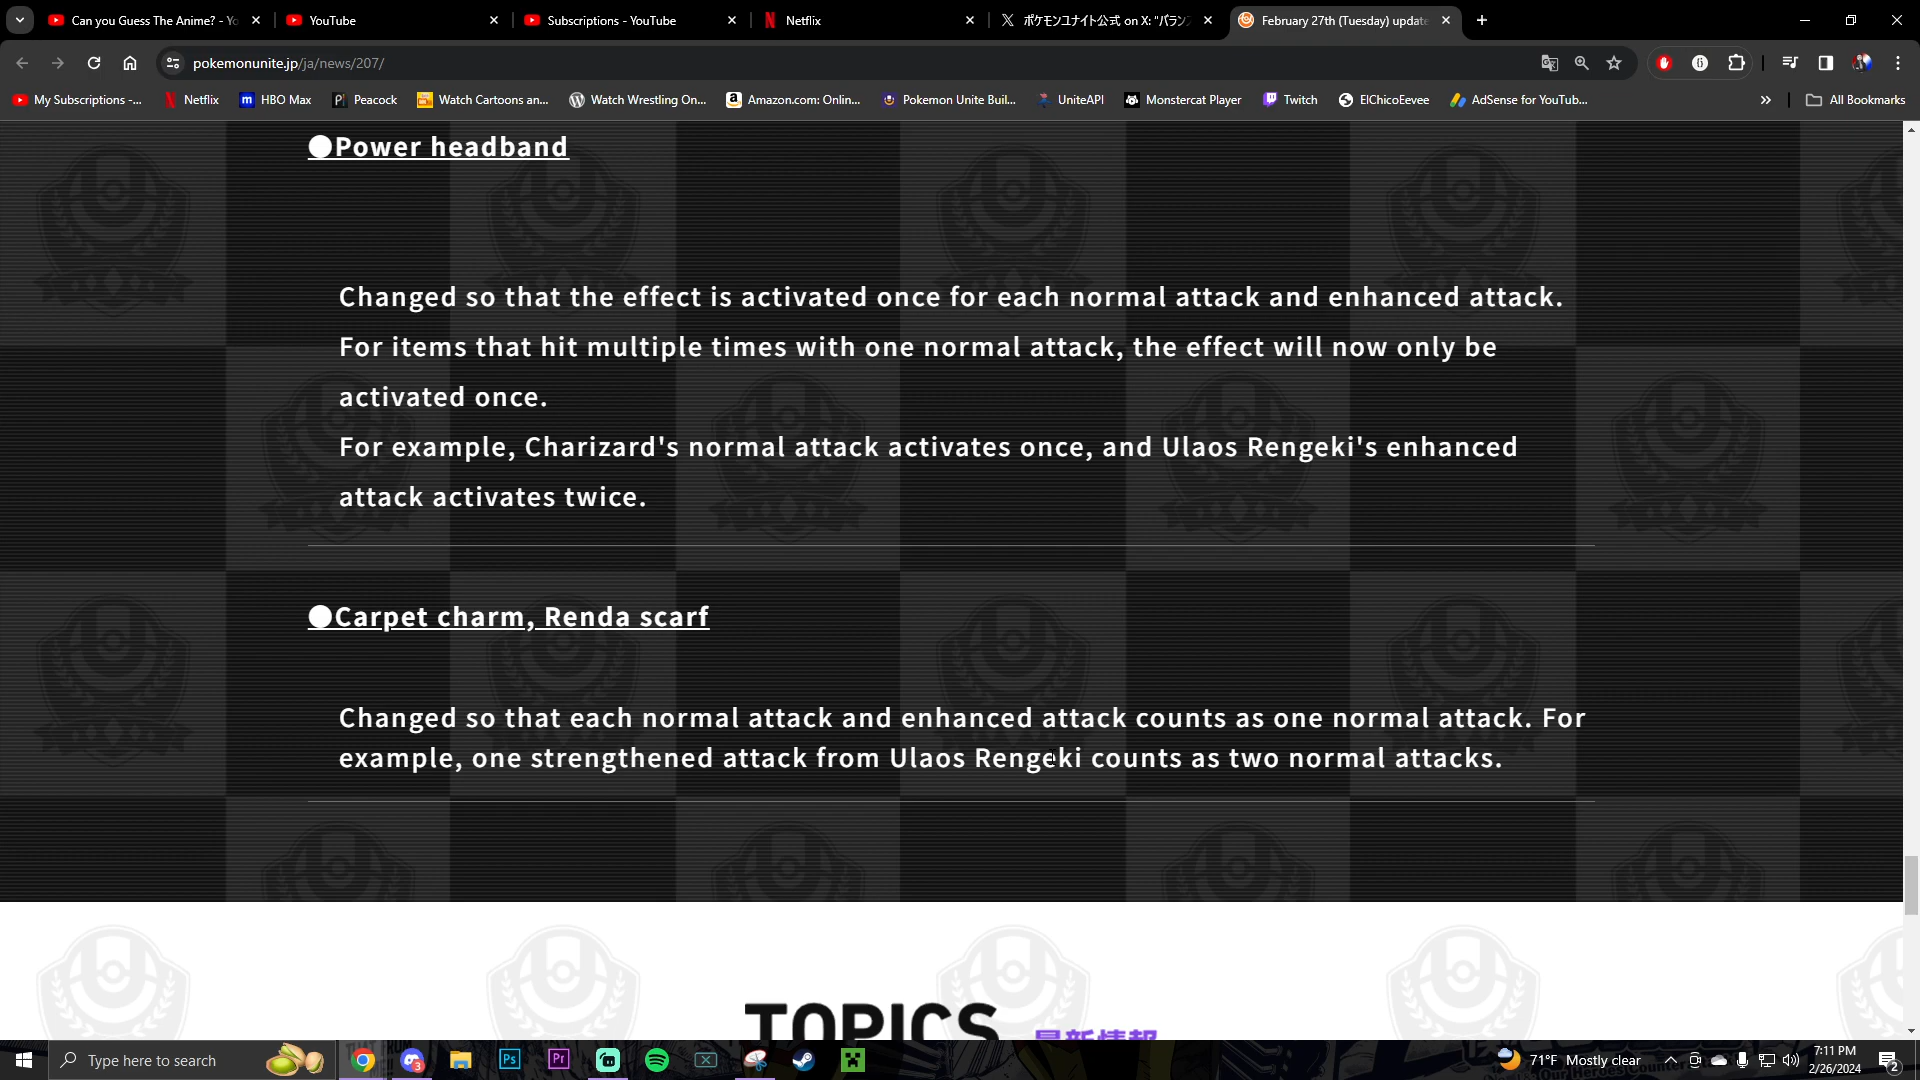 Can you Guess The Anime? - Yo
YouTube
Subscriptions - YouTube
Netflix
ポケモンユナイト公式 on X: "バラン
February 27th (Tuesday) update
pokemonunite.jp/ja/news/207/
My Subscriptions -...
Netflix
HBO Max
Peacock
Watch Cartoons an...
Watch Wrestling On...
Amazon.com: Onlin...
Pokemon Unite Buil...
UniteAPI
Monstercat Player
Twitch
ElChicoEevee
AdSense for YouTub...
All Bookmarks
●Power headband
Changed so that the effect is activated once for each normal attack and enhanced attack.
For items that hit multiple times with one normal attack, the effect will now only be
activated once.
For example, Charizard's normal attack activates once, and Ulaos Rengeki's enhanced
attack activates twice.
●Carpet charm, Renda scarf
Changed so that each normal attack and enhanced attack counts as one normal attack. For
example, one strengthened attack from Ulaos Rengeki counts as two normal attacks.
TOPICS
最新情報
Type here to search
3
Ps
Pr
71°F Mostly clear
7:11 PM
2/26/2024
2